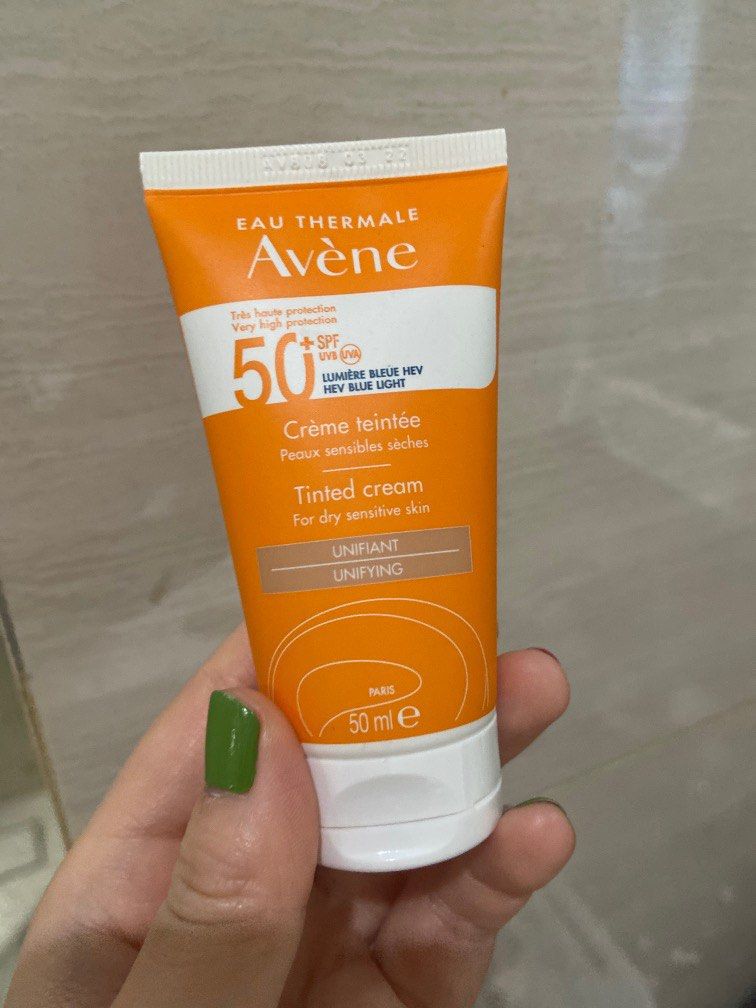 EAU THERMALE
Avène
Très haute protection
Very high protection
50+ SPF
UVB UVA
LUMIÈRE BLEUE HEV
HEV BLUE LIGHT
Crème teintée
Peaux sensibles sèches
Tinted cream
For dry sensitive skin
UNIFIANT
UNIFYING
PARIS
50 ml e